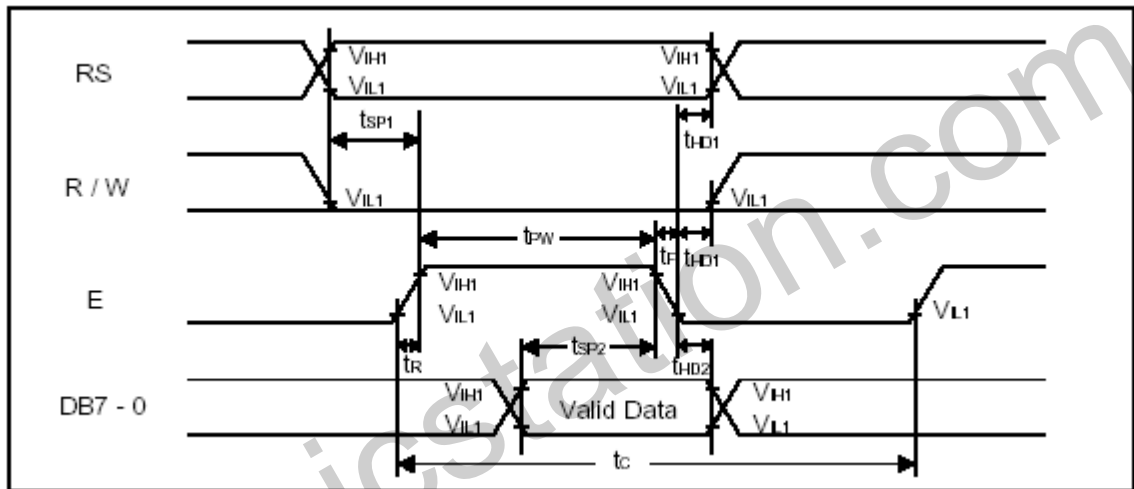 RS
VIH1
VIL1
VIH1
VIL1
tSP1
tHD1
R / W
VIL1
VIL1
tPW
tF
tHD1
E
VIH1
VIL1
VIH1
VIL1
VIL1
tR
tSP2
tHD2
DB7 - 0
VIH1
VIL1
Valid Data
VIH1
VIL1
tC
icstation.com